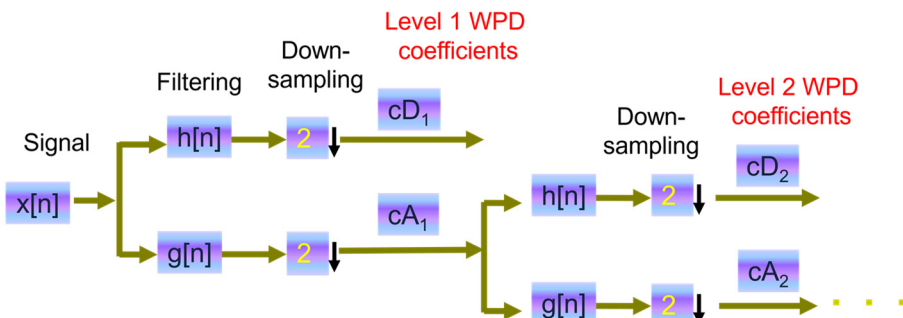 Level 1 WPD
coefficients
Down-
sampling
Filtering
Signal
x[n]
h[n]
2
cD₁
g[n]
2
cA₁
Level 2 WPD
coefficients
Down-
sampling
h[n]
2
cD₂
g[n]
2
cA₂